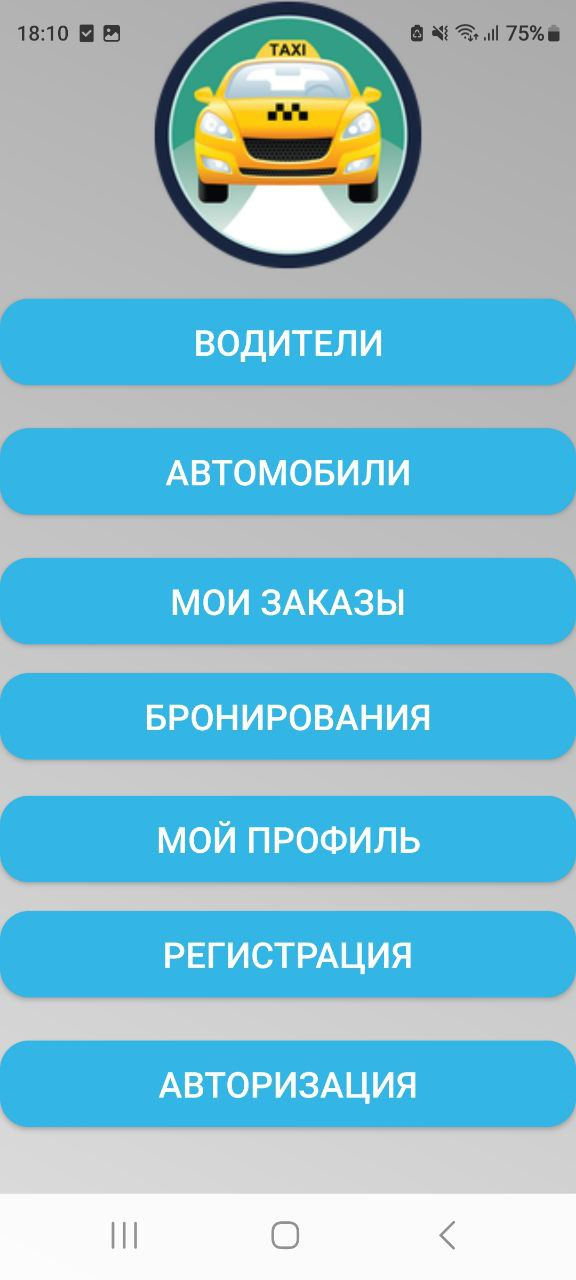 18:10 75%
TAXI
ВОДИТЕЛИ
АВТОМОБИЛИ
МОИ ЗАКАЗЫ
БРОНИРОВАНИЯ
МОЙ ПРОФИЛЬ
РЕГИСТРАЦИЯ
АВТОРИЗАЦИЯ